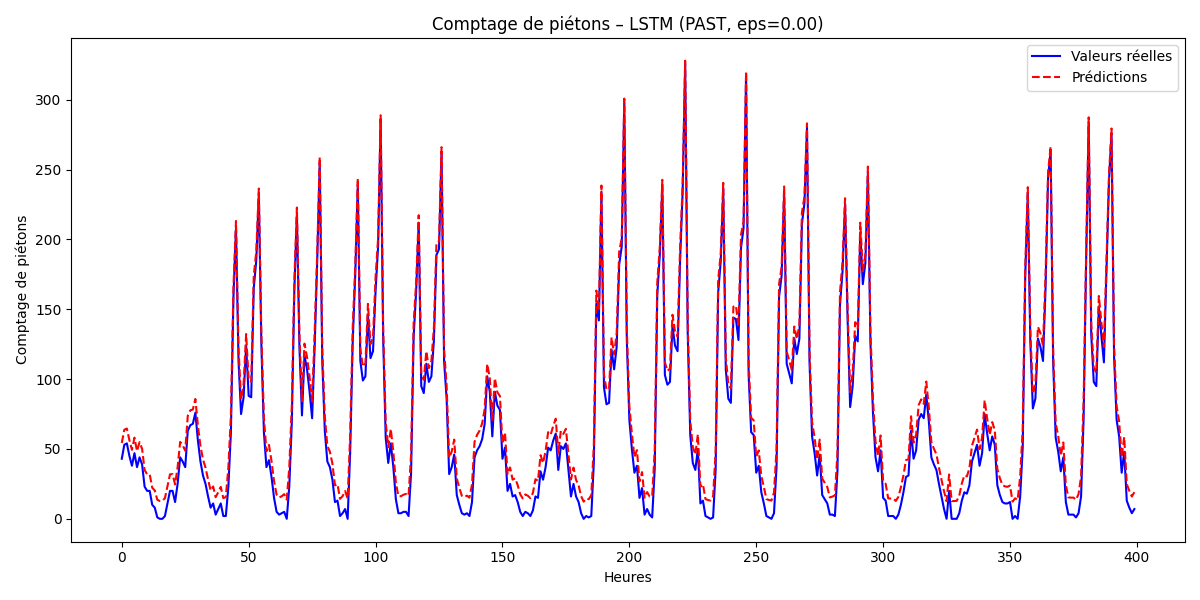 Comptage de piétons – LSTM (PAST, eps=0.00)
Valeurs réelles
Prédictions
Comptage de piétons
300
250
200
150
100
50
0
0 50 100 150 200 250 300 350 400
Heures